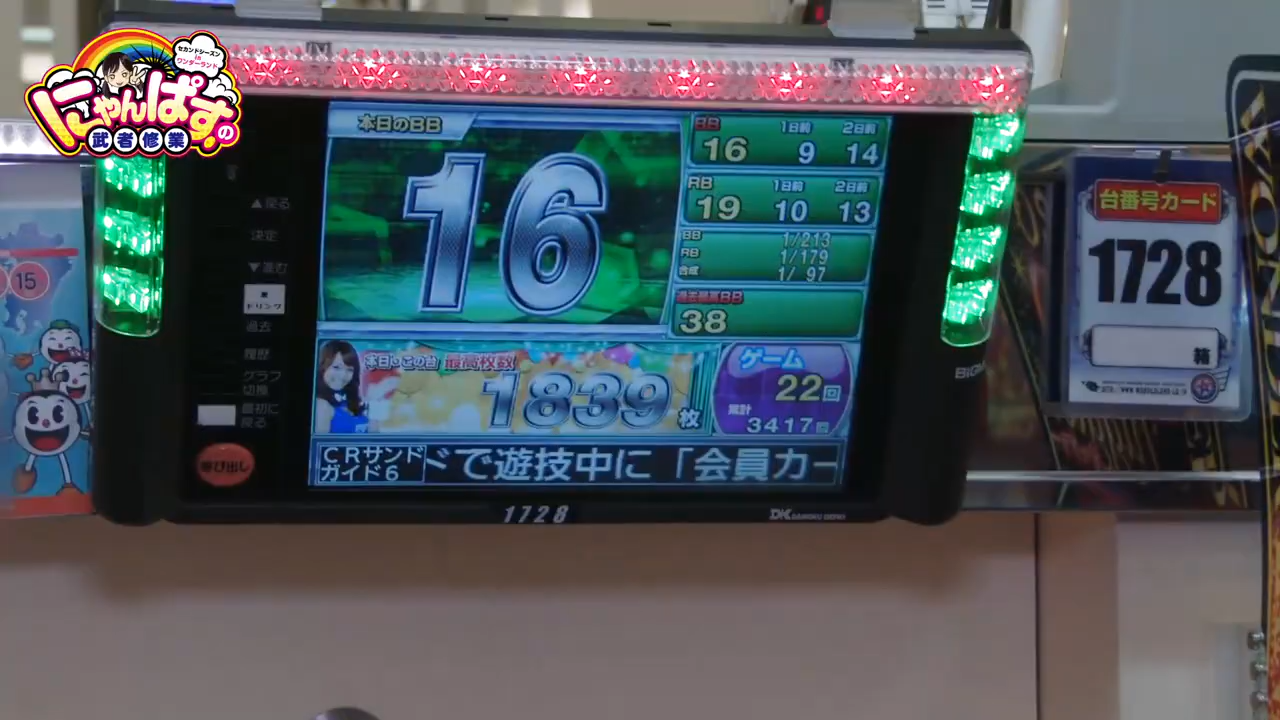 セカンドシーズン
in
ワンダーランド
にゃんぱすの
武者修業
本日のBB
16
BB 1日前 2日前
16 9 14
RB 1日前 2日前
19 10 13
BB 1/213
RB 1/179
合成 1/ 97
過去最高BB
38
本日・この台 最高枚数
1839枚
ゲーム
22回
累計
3417回
CRサンド
ガイド6
ドで遊技中に「会員カー
▲戻る
決定
▼進む
ドリンク
過去
履歴
グラフ
切換
最初に
戻る
呼び出し
1728
DK
BiG
15
台番号カード
1728
箱